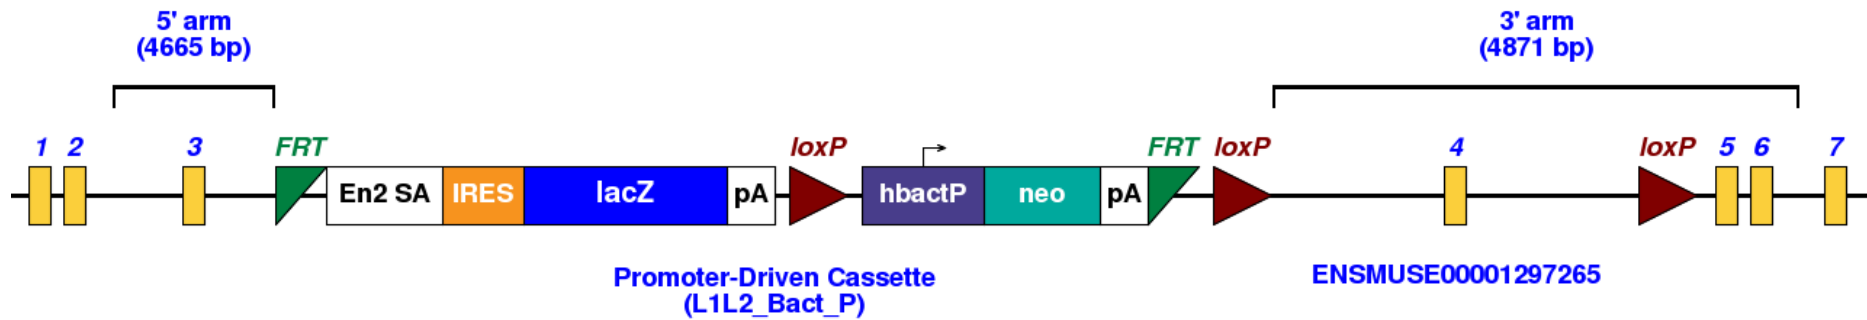 5' arm
(4665 bp)
3' arm
(4871 bp)
1 2 3 FRT loxP FRT loxP 4 loxP 5 6 7
En2 SA IRES lacZ pA hbactP neo pA
Promoter-Driven Cassette
(L1L2_Bact_P)
ENSMUSE00001297265